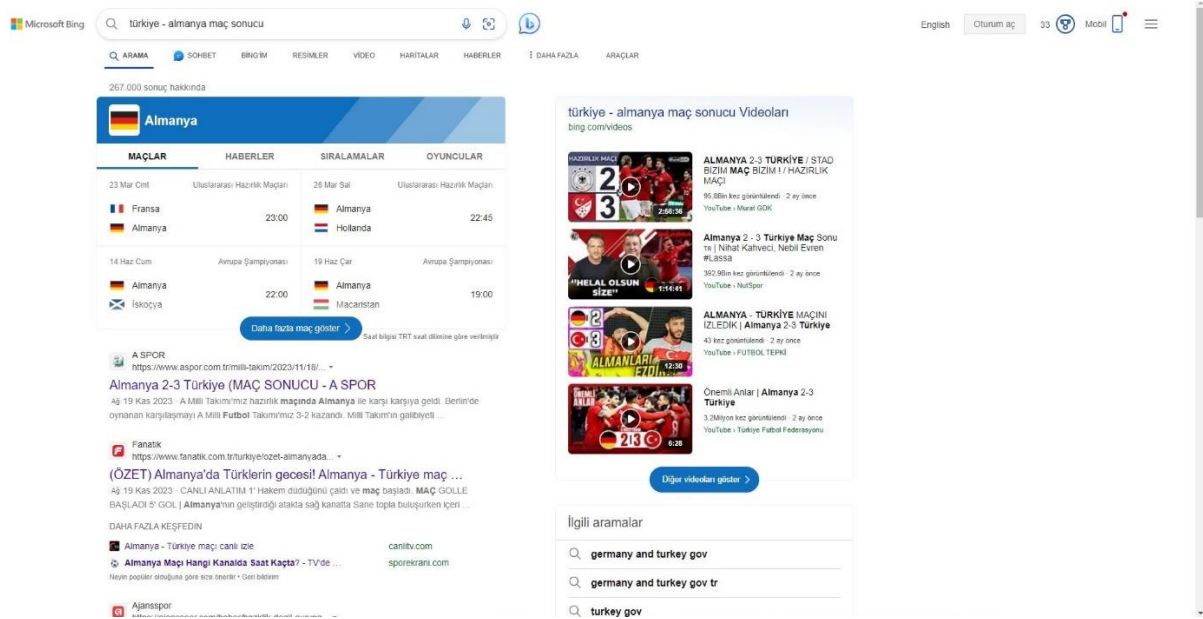 Microsoft Bing
türkiye - almanya maç sonucu
English
Oturum aç
33
Mobil
ARAMA
SOHBET
BING'İM
RESİMLER
VİDEO
HARİTALAR
HABERLER
DAHA FAZLA
ARAÇLAR
267.000 sonuç hakkında
Almanya
MAÇLAR
HABERLER
SIRALAMALAR
OYUNCULAR
23 Mar Cmt
Uluslararası Hazırlık Maçları
Fransa
Almanya
23:00
26 Mar Sal
Uluslararası Hazırlık Maçları
Almanya
Hollanda
22:45
14 Haz Cum
Avrupa Şampiyonası
Almanya
İskoçya
22:00
19 Haz Çar
Avrupa Şampiyonası
Almanya
Macaristan
19:00
Daha fazla maç göster
Saat bilgisi TRT saat dilimine göre verilmiştir
A SPOR
https://www.aspor.com.tr/milli-takim/2023/11/18/...
Almanya 2-3 Türkiye (MAÇ SONUCU - A SPOR
Ağ 19 Kas 2023 · A Milli Takımı'mız hazırlık maçında Almanya ile karşı karşıya geldi. Berlin'de
oynanan karşılaşmayı A Milli Futbol Takımı'mız 3-2 kazandı. Milli Takım'ın galibiyeti ...
Fanatik
https://www.fanatik.com.tr/turkiye/ozet-almanyada...
(ÖZET) Almanya'da Türklerin gecesi! Almanya - Türkiye maç ...
Ağ 19 Kas 2023 · CANLI ANLATIM 1' Hakem düdüğünü çaldı ve maç başladı. MAÇ GOLLE
BAŞLADI 5' GOL | Almanya'nın geliştirdiği atakta sağ kanatta Sane topla buluşurken içeri ...
DAHA FAZLA KEŞFEDİN
Almanya - Türkiye maçı canlı izle
canlitv.com
Almanya Maçı Hangi Kanalda Saat Kaçta? - TV'de ...
sporekrani.com
Neyin popüler olduğuna göre size önerilir • Geri bildirim
Ajansspor
türkiye - almanya maç sonucu Videoları
bing.com/videos
HAZIRLIK MAÇI
2
3
2:56:36
ALMANYA 2-3 TÜRKİYE / STAD
BİZİM MAÇ BİZİM ! / HAZIRLIK
MAÇI
95,8Bin kez görüntülendi · 2 ay önce
YouTube › Murat GDK
"HELAL OLSUN
SİZE"
1:14:41
Almanya 2 - 3 Türkiye Maç Sonu
TR | Nihat Kahveci, Nebil Evren
#Lassa
392,9Bin kez görüntülendi · 2 ay önce
YouTube › NutSpor
2
3
ALMANLARI
EZDİK
12:30
ALMANYA - TÜRKİYE MAÇINI
İZLEDİK | Almanya 2-3 Türkiye
43 kez görüntülendi · 2 ay önce
YouTube › FUTBOL TEPKİ
ÖNEMLİ
ANLAR
2 3
6:28
Önemli Anlar | Almanya 2-3
Türkiye
3.2Milyon kez görüntülendi · 2 ay önce
YouTube › Türkiye Futbol Federasyonu
Diğer videoları göster
İlgili aramalar
germany and turkey gov
germany and turkey gov tr
turkey gov